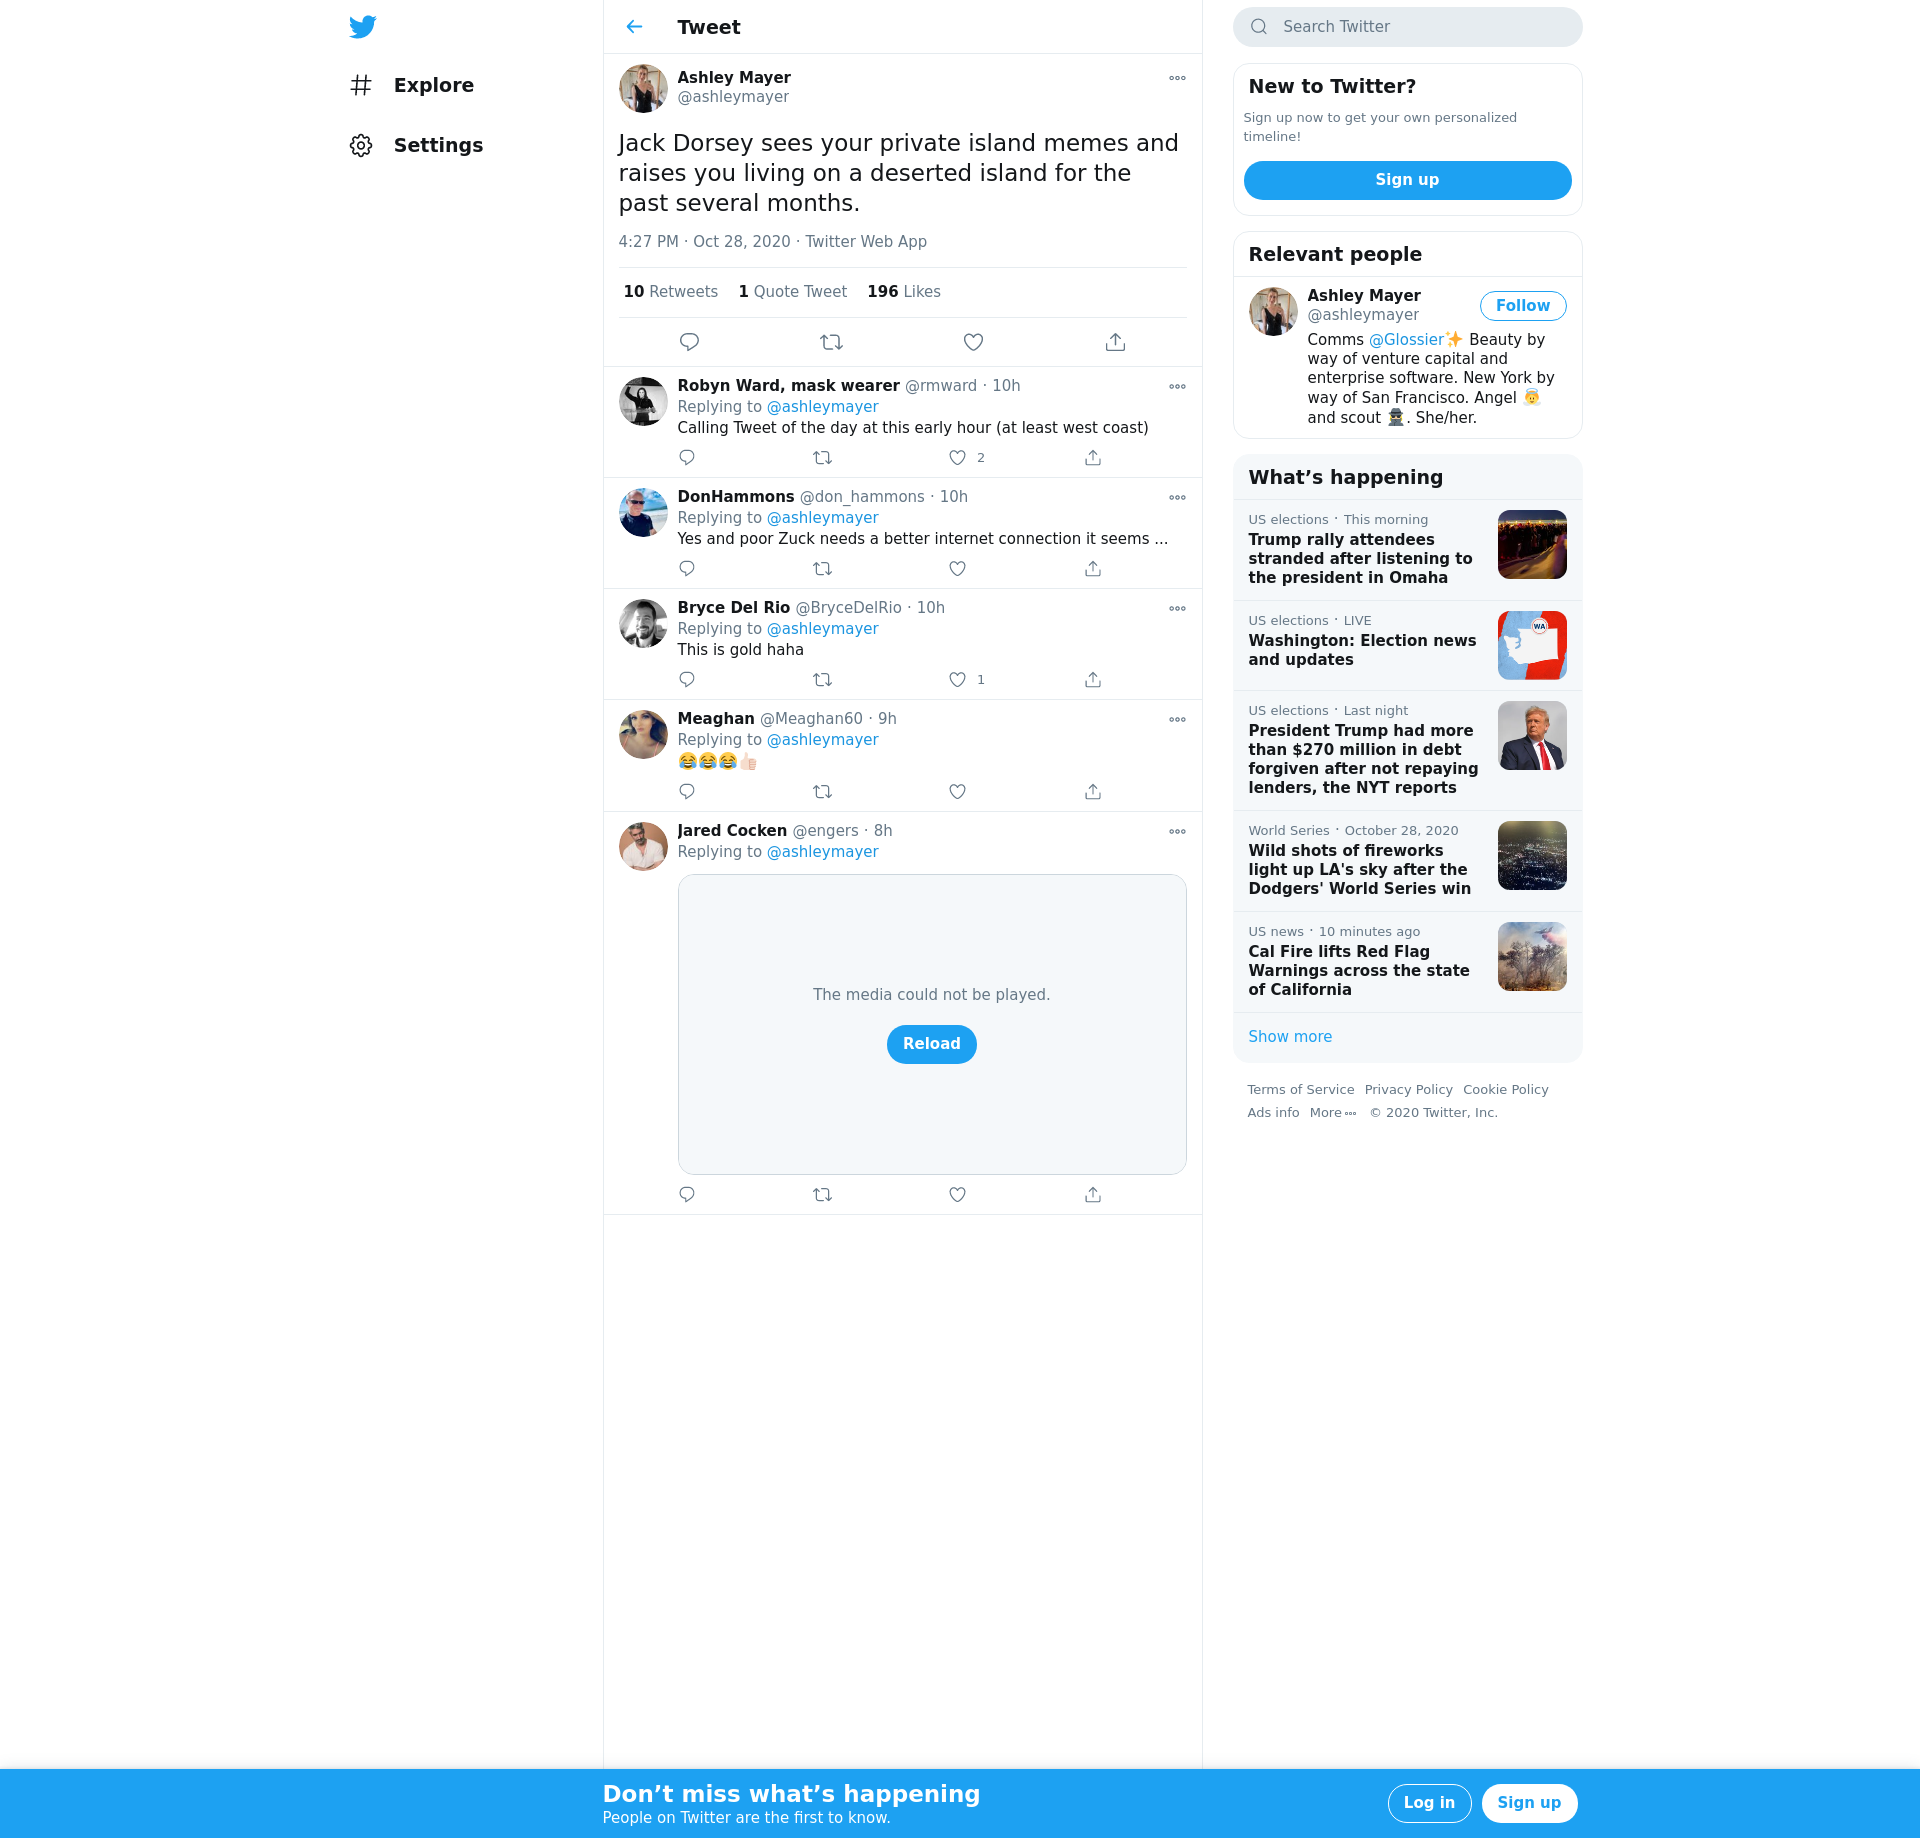 Explore
Settings
Tweet
Ashley Mayer
@ashleymayer
Jack Dorsey sees your private island memes and
raises you living on a deserted island for the
past several months.
4:27 PM · Oct 28, 2020 · Twitter Web App
10 Retweets 1 Quote Tweet 196 Likes
Robyn Ward, mask wearer @rmward · 10h
Replying to @ashleymayer
Calling Tweet of the day at this early hour (at least west coast)
2
DonHammons @don_hammons · 10h
Replying to @ashleymayer
Yes and poor Zuck needs a better internet connection it seems ...
Bryce Del Rio @BryceDelRio · 10h
Replying to @ashleymayer
This is gold haha
1
Meaghan @Meaghan60 · 9h
Replying to @ashleymayer
😂😂😂👍🏻
Jared Cocken @engers · 8h
Replying to @ashleymayer
The media could not be played.
Reload
Search Twitter
New to Twitter?
Sign up now to get your own personalized
timeline!
Sign up
Relevant people
Ashley Mayer
@ashleymayer
Follow
Comms @Glossier✨ Beauty by
way of venture capital and
enterprise software. New York by
way of San Francisco. Angel 👼
and scout 🕵. She/her.
What’s happening
US elections · This morning
Trump rally attendees
stranded after listening to
the president in Omaha
US elections · LIVE
Washington: Election news
and updates
WA
US elections · Last night
President Trump had more
than $270 million in debt
forgiven after not repaying
lenders, the NYT reports
World Series · October 28, 2020
Wild shots of fireworks
light up LA's sky after the
Dodgers' World Series win
US news · 10 minutes ago
Cal Fire lifts Red Flag
Warnings across the state
of California
Show more
Terms of Service Privacy Policy Cookie Policy
Ads info More © 2020 Twitter, Inc.
Don’t miss what’s happening
People on Twitter are the first to know.
Log in
Sign up